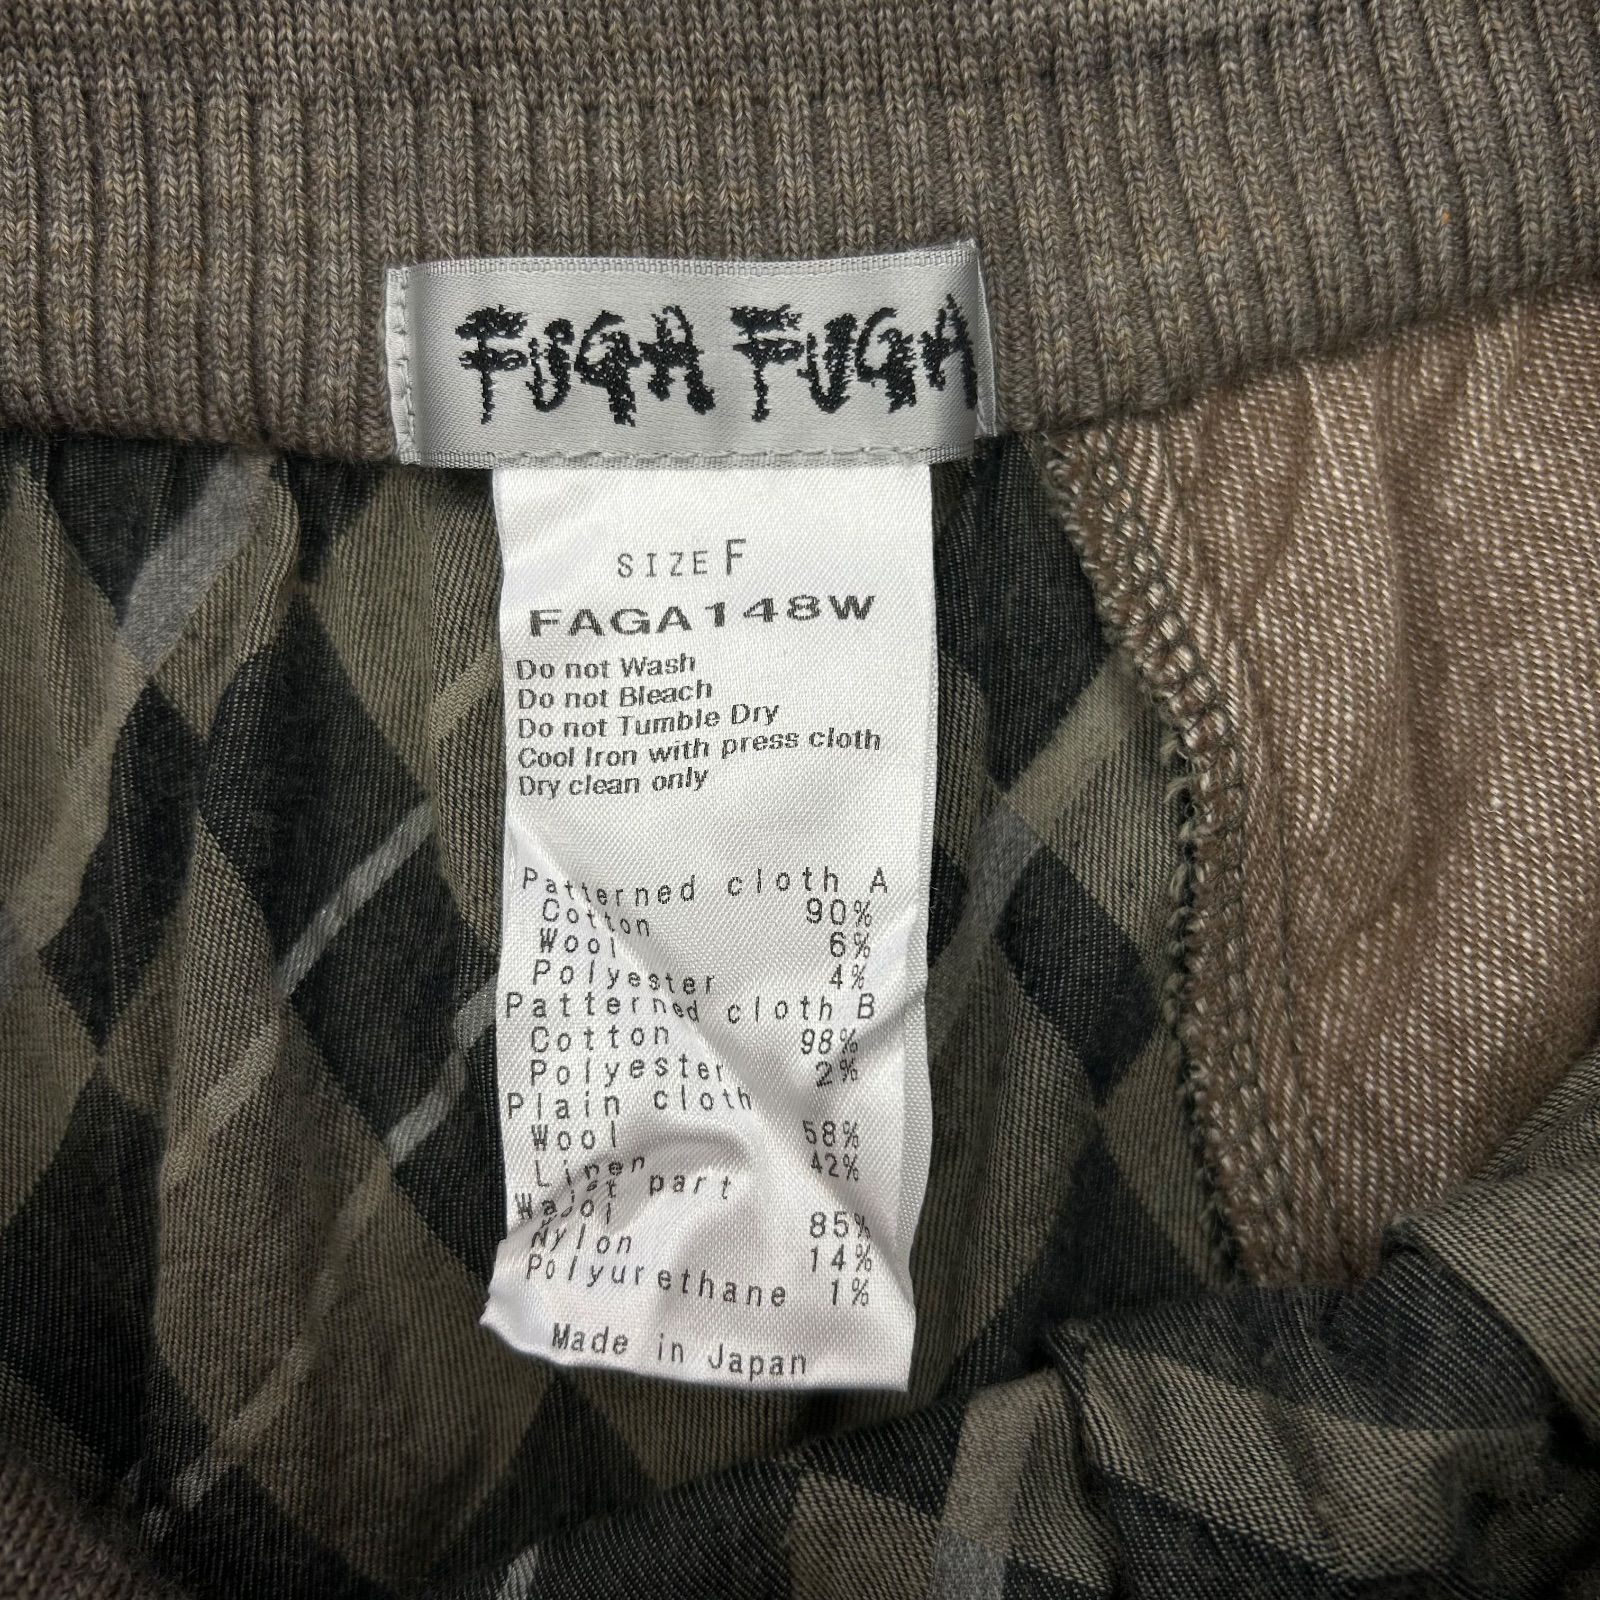 FUGA FUGA
SIZE F
FAGA148W
Do not Wash
Do not Bleach
Do not Tumble Dry
Cool Iron with press cloth
Dry clean only
Patterned cloth A
Cotton 90%
Wool 6%
Polyester 4%
Patterned cloth B
Cotton 98%
Polyester 2%
Plain cloth
Wool 58%
Linen 42%
Waist part
Wool 85%
Nylon 14%
Polyurethane 1%
Made in Japan